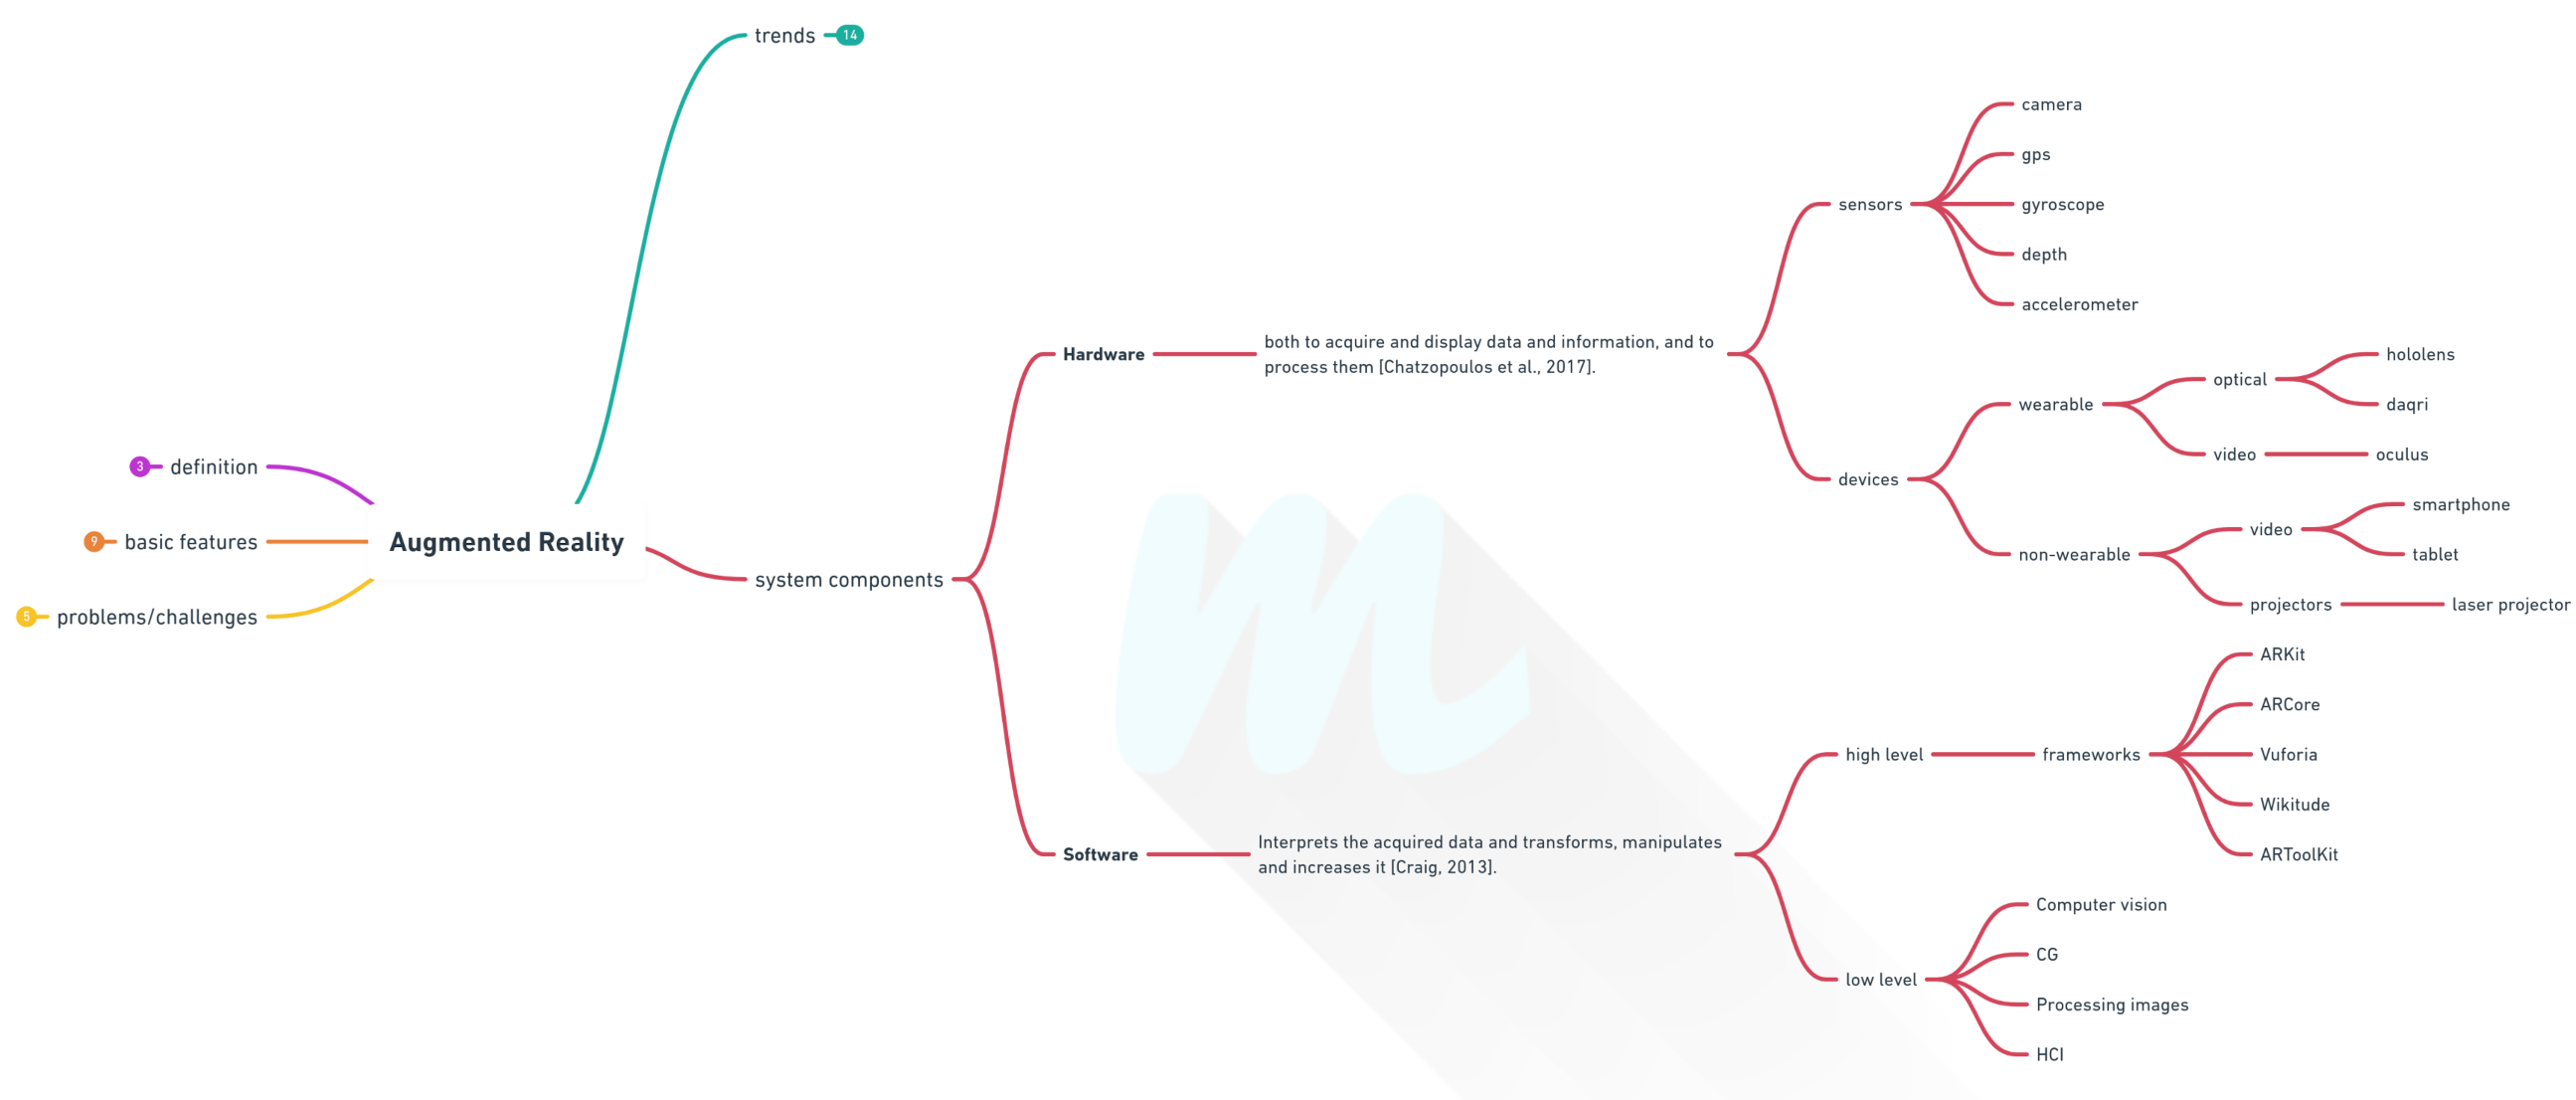 trends
14
camera
gps
sensors
gyroscope
depth
accelerometer
Hardware
both to acquire and display data and information, and to
process them [Chatzopoulos et al., 2017].
hololens
optical
wearable
daqri
video
oculus
devices
smartphone
video
non-wearable
tablet
projectors
laser projector
3
definition
9
basic features
Augmented Reality
5
problems/challenges
system components
ARKit
ARCore
high level
frameworks
Vuforia
Wikitude
ARToolKit
Software
Interprets the acquired data and transforms, manipulates
and increases it [Craig, 2013].
Computer vision
CG
low level
Processing images
HCI